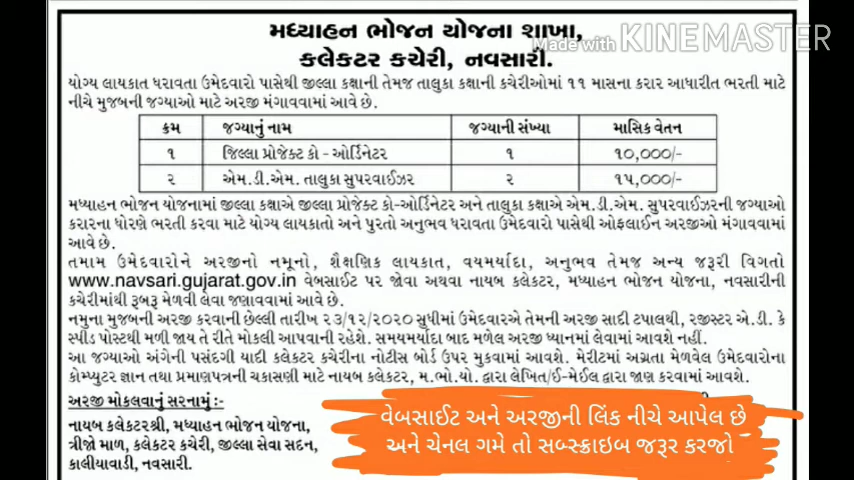 મધ્યાહન ભોજન યોજના શાખા,
કલેકટર કચેરી, નવસારી.
Made with KINEMASTER
યોગ્ય લાયકાત ધરાવતા ઉમેદવારો પાસેથી જીલ્લા કક્ષાની તેમજ તાલુકા કક્ષાની કચેરીઓમાં ૧૧ માસના કરાર આધારીત ભરતી માટે
નીચે મુજબની જગ્યાઓ માટે અરજી મંગાવવામાં આવે છે.
ક્રમ જગ્યાનું નામ જગ્યાની સંખ્યા માસિક વેતન
૧ જિલ્લા પ્રોજેક્ટ કો - ઓર્ડિનેટર ૧ ૧૦,૦૦૦/-
૨ એમ.ડી.એમ. તાલુકા સુપરવાઈઝર ૨ ૧૫,૦૦૦/-
મધ્યાહન ભોજન યોજનામાં જીલ્લા કક્ષાએ જીલ્લા પ્રોજેક્ટ કો-ઓર્ડિનેટર અને તાલુકા કક્ષાએ એમ.ડી.એમ. સુપરવાઈઝરની જગ્યાઓ
કરારના ધોરણે ભરતી કરવા માટે યોગ્ય લાયકાતો અને પુરતો અનુભવ ધરાવતા ઉમેદવારો પાસેથી ઓફલાઈન અરજીઓ મંગાવવામાં
આવે છે.
તમામ ઉમેદવારોને અરજીનો નમૂનો, શૈક્ષણિક લાયકાત, વયમર્યાદા, અનુભવ તેમજ અન્ય જરૂરી વિગતો
www.navsari.gujarat.gov.in વેબસાઈટ પર જોવા અથવા નાયબ કલેકટર, મધ્યાહન ભોજન યોજના, નવસારીની
કચેરીમાંથી રૂબરૂ મેળવી લેવા જણાવવામાં આવે છે.
નમુના મુજબની અરજી કરવાની છેલ્લી તારીખ ૨૩/૧૨/૨૦૨૦ સુધીમાં ઉમેદવારએ તેમની અરજી સાદી ટપાલથી, રજીસ્ટર એ.ડી. કે
સ્પીડ પોસ્ટથી મળી જાય તે રીતે મોકલી આપવાની રહેશે. સમયમર્યાદા બાદ મળેલ અરજી ધ્યાનમાં લેવામાં આવશે નહીં.
આ જગ્યાઓ અંગેની પસંદગી યાદી કલેકટર કચેરીના નોટીસ બોર્ડ ઉપર મુકવામાં આવશે. મેરીટમાં અગ્રતા મેળવેલ ઉમેદવારોના
કોમ્પ્યુટર જ્ઞાન તથા પ્રમાણપત્રની ચકાસણી માટે નાયબ કલેકટર, મ.ભો.યો. દ્વારા લેખિત/ઈ-મેઈલ દ્વારા જાણ કરવામાં આવશે.
અરજી મોકલવાનું સરનામું :-
નાયબ કલેકટરશ્રી, મધ્યાહન ભોજન યોજના,
ત્રીજો માળ, કલેકટર કચેરી, જીલ્લા સેવા સદન,
કાલીયાવાડી, નવસારી.
વેબસાઈટ અને અરજીની લિંક નીચે આપેલ છે
અને ચેનલ ગમે તો સબ્સ્ક્રાઇબ જરૂર કરજો